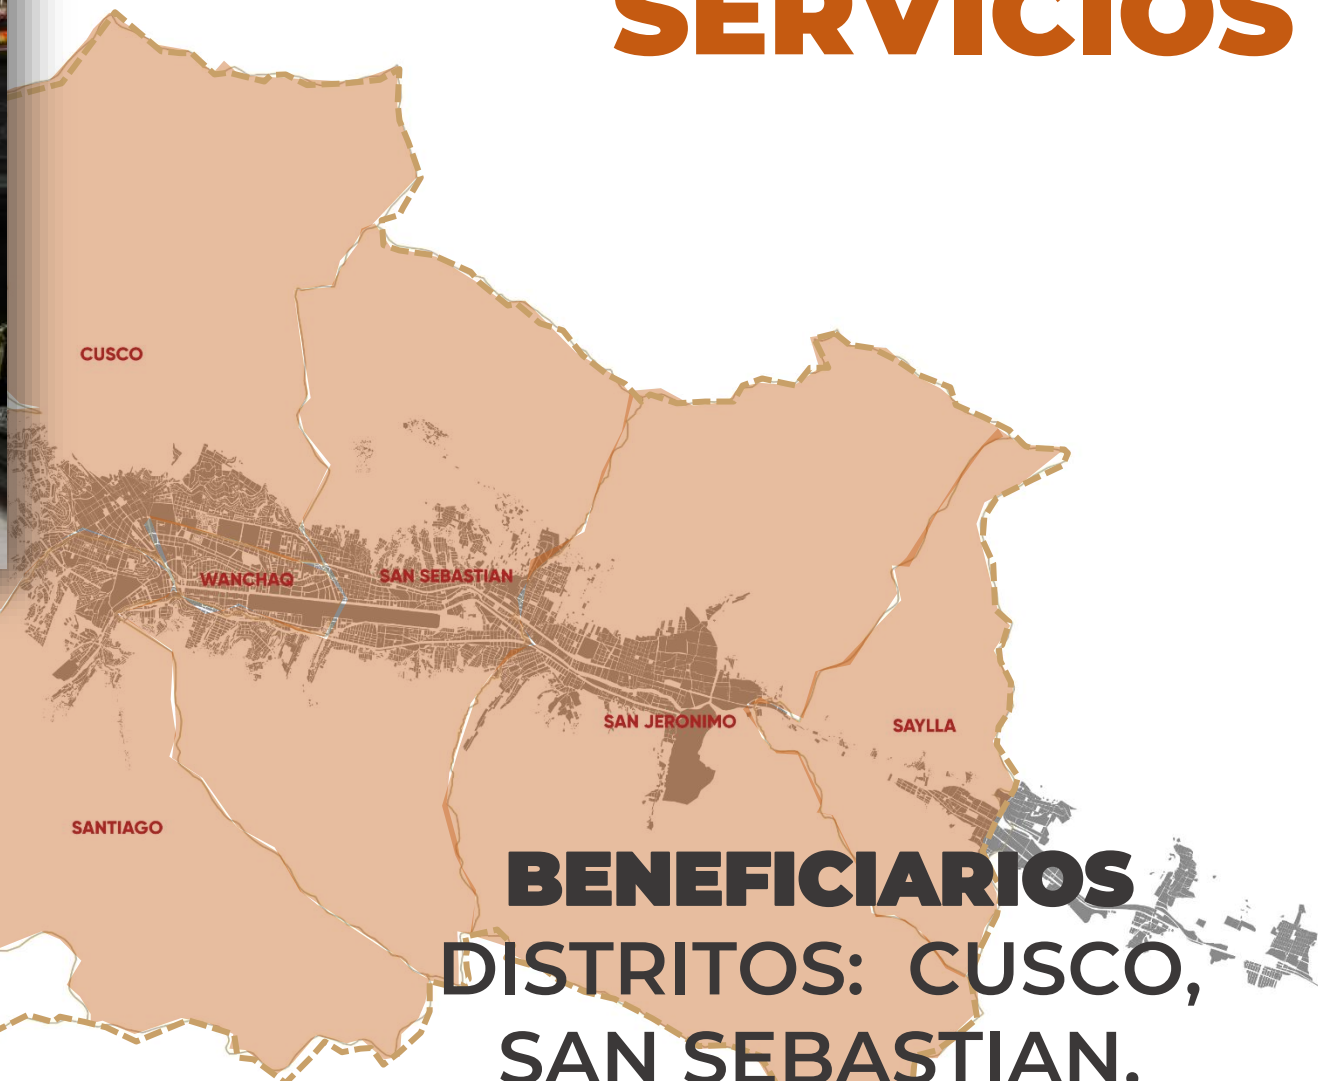 SERVICIOS
CUSCO
WANCHAQ
SAN SEBASTIAN
SAN JERONIMO
SAYLLA
SANTIAGO
BENEFICIARIOS
DISTRITOS: CUSCO,
SAN SEBASTIAN,